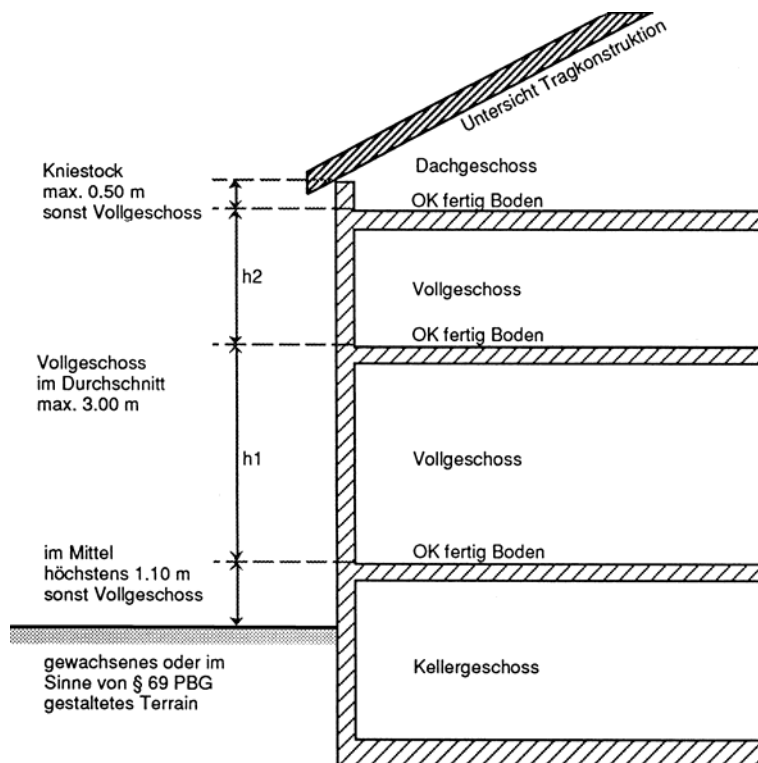 Untersicht Tragkonstruktion
Kniestock
max. 0.50 m
sonst Vollgeschoss
Dachgeschoss
OK fertig Boden
h2
Vollgeschoss
OK fertig Boden
Vollgeschoss
im Durchschnitt
max. 3.00 m
h1
Vollgeschoss
im Mittel
höchstens 1.10 m
sonst Vollgeschoss
OK fertig Boden
gewachsenes oder im
Sinne von § 69 PBG
gestaltetes Terrain
Kellergeschoss